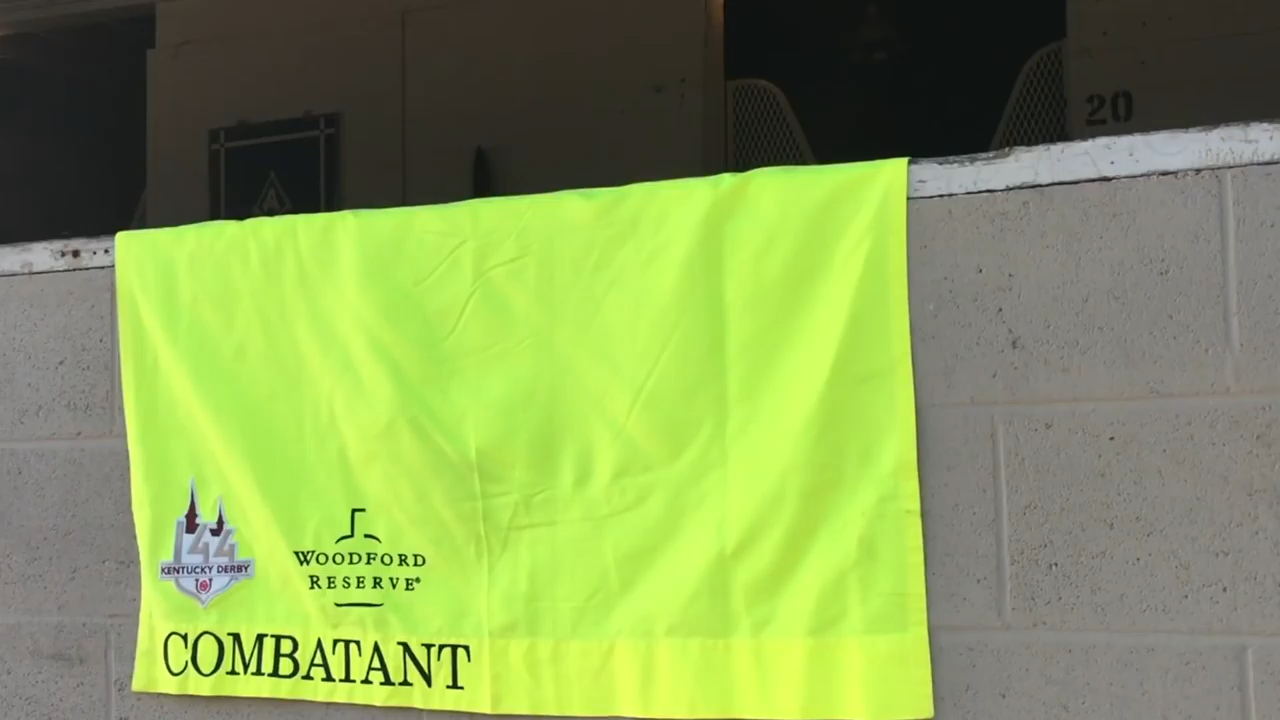 20
144
KENTUCKY DERBY
WOODFORD
RESERVE®
COMBATANT